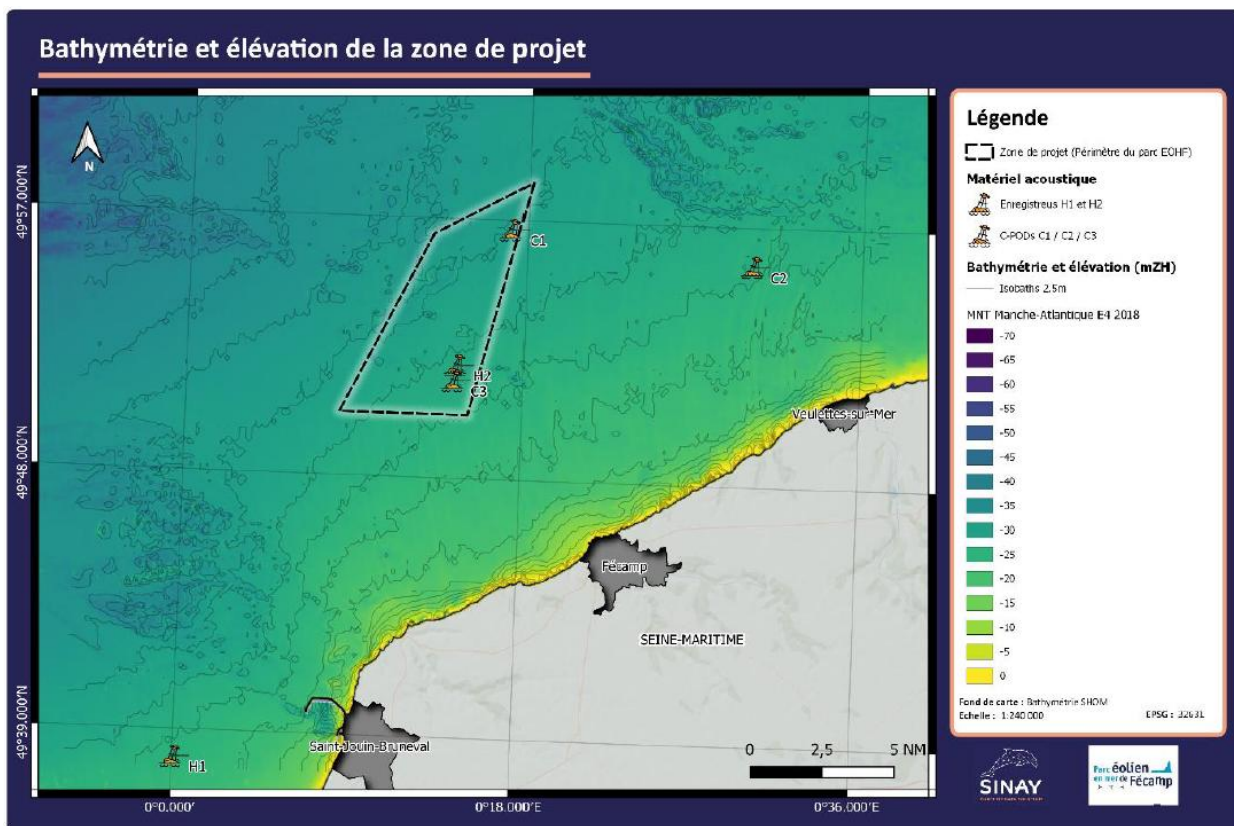 Bathymétrie et élévation de la zone de projet
N
49°57.000'N
49°48.000'N
49°39.000'N
C1
C2
H2
C3
H1
Veulettes-sur-Mer
Fécamp
SEINE-MARITIME
Saint-Jouin-Bruneval
0 2,5 5 NM
0°0.000' 0°18.000'E 0°36.000'E
Légende
Zone de projet (Périmètre du parc EOHF)
Matériel acoustique
Enregistreus H1 et H2
C-PODs C1 / C2 / C3
Bathymétrie et élévation (mZH)
Isobaths 2.5m
MNT Manche-Atlantique E4 2018
-70
-65
-60
-55
-50
-45
-40
-35
-30
-25
-20
-15
-10
-5
0
Fond de carte : Bathymétrie SHOM
Echelle : 1:240 000 EPSG : 32631
SINAY
Parc éolien
en mer de Fécamp